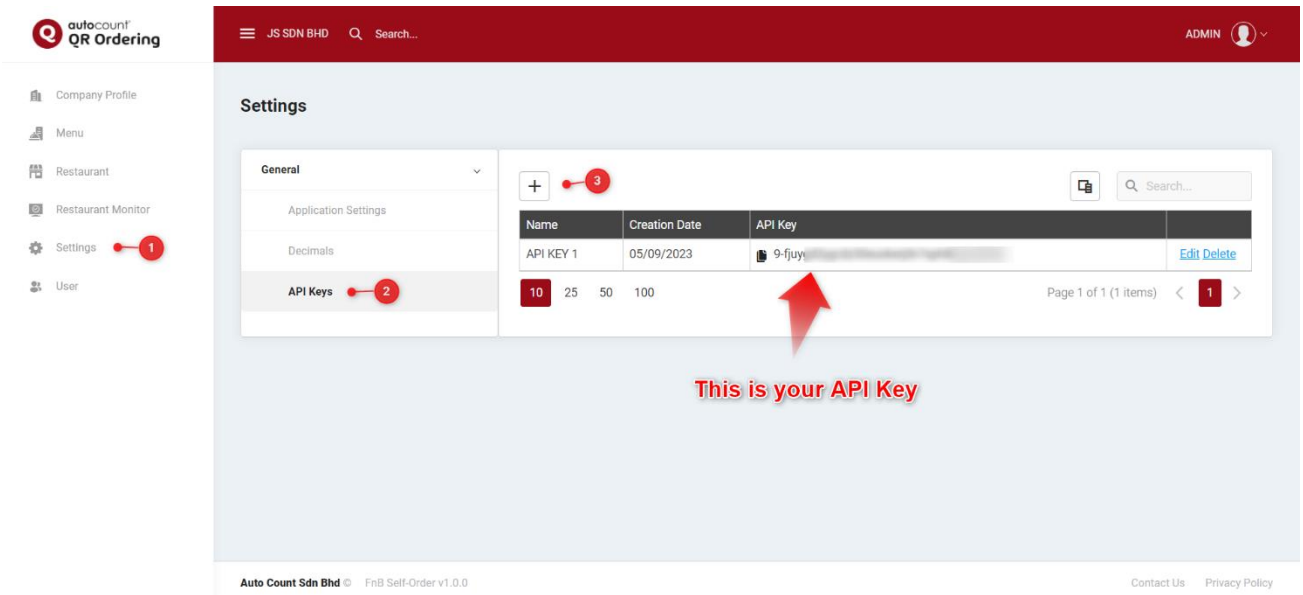 autocount
QR Ordering
JS SDN BHD
Search...
ADMIN
Company Profile
Menu
Restaurant
Restaurant Monitor
Settings
1
User
Settings
General
Application Settings
Decimals
API Keys
2
3
Search...
Name Creation Date API Key
API KEY 1 05/09/2023 9-fjuy Edit Delete
10 25 50 100 Page 1 of 1 (1 items) < 1 >
This is your API Key
Auto Count Sdn Bhd © FnB Self-Order v1.0.0 Contact Us Privacy Policy